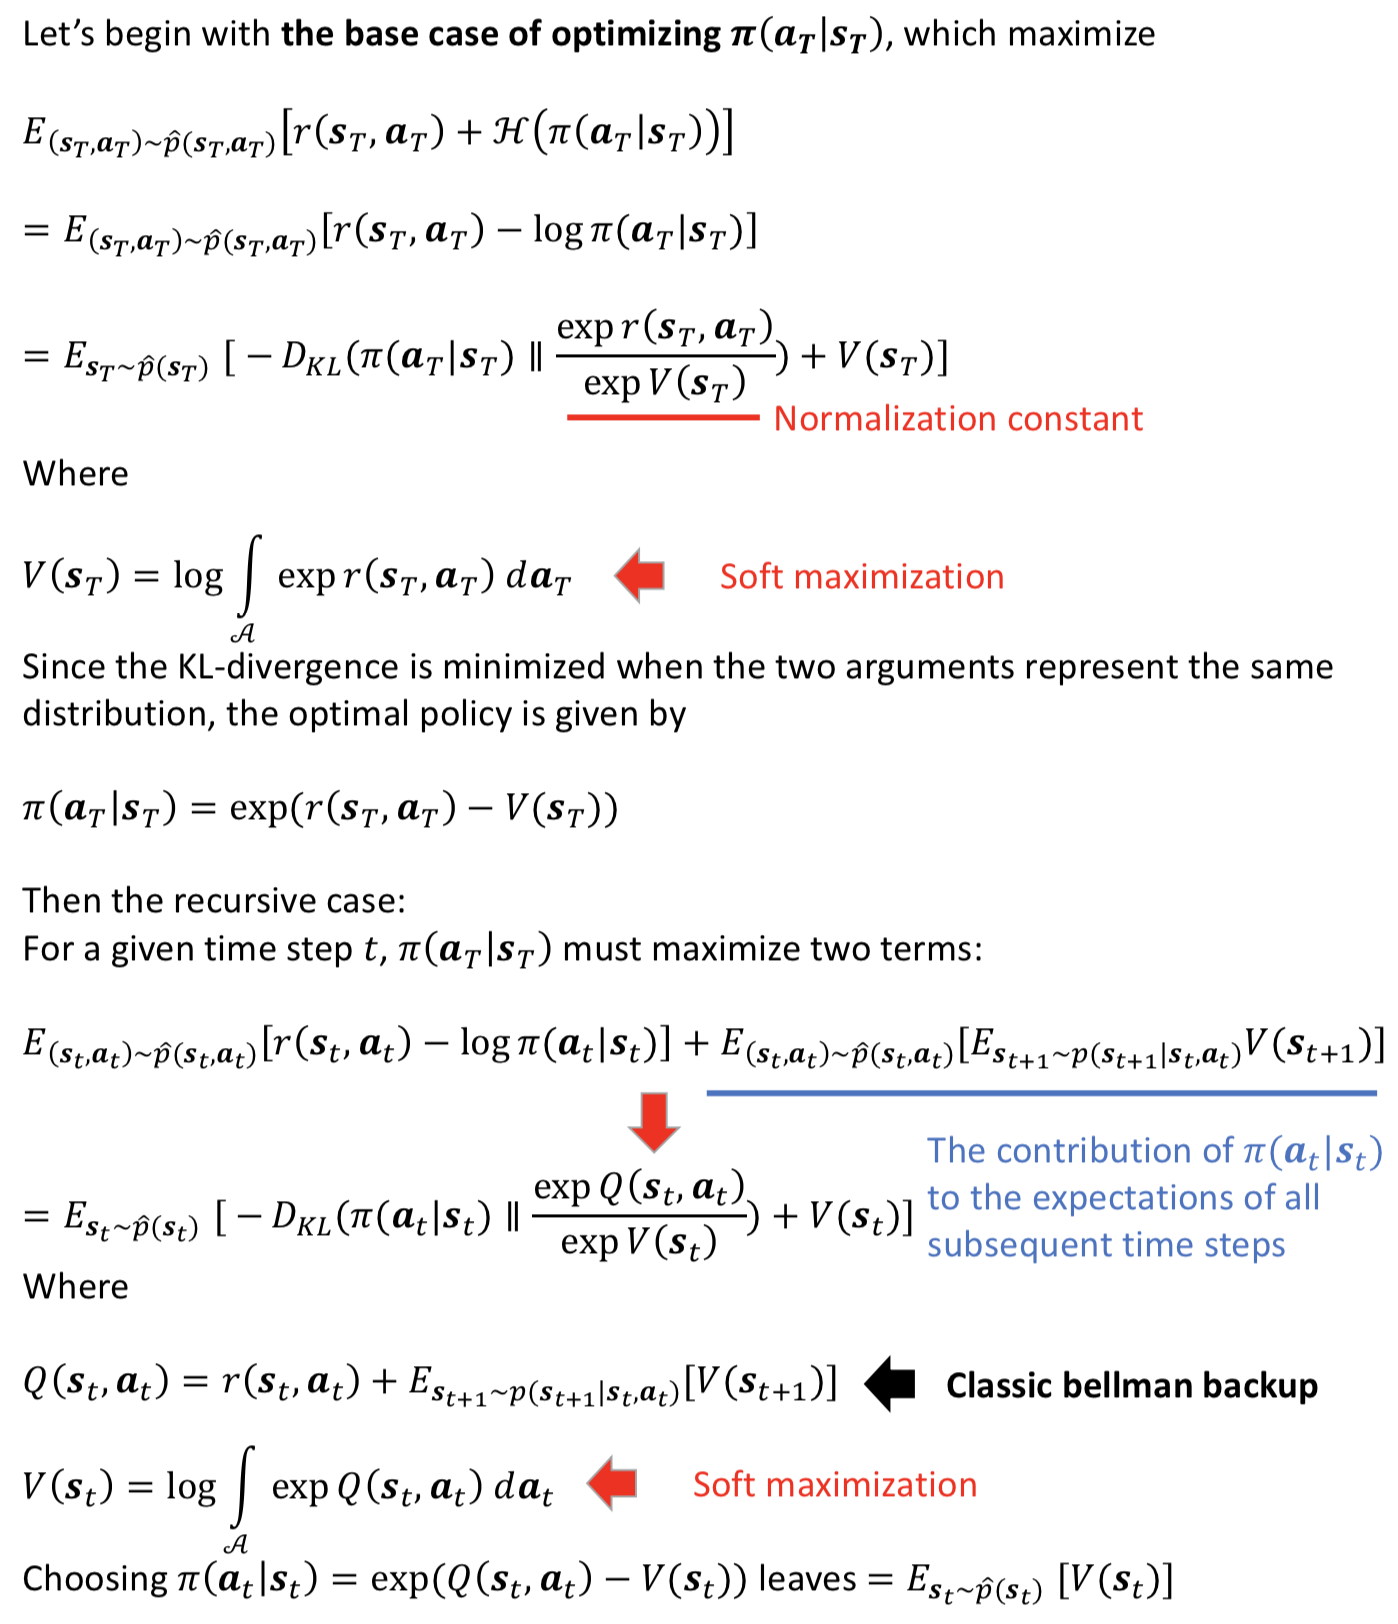 Let's begin with the base case of optimizing π(a_T|s_T), which maximize
E_{(s_T,a_T)~p̂(s_T,a_T)}[r(s_T, a_T) + ℋ(π(a_T|s_T))]
= E_{(s_T,a_T)~p̂(s_T,a_T)}[r(s_T, a_T) − log π(a_T|s_T)]
= E_{s_T~p̂(s_T)} [ − D_{KL}(π(a_T|s_T) ∥ \frac{exp r(s_T, a_T)}{exp V(s_T)}) + V(s_T)]
Normalization constant
Where
V(s_T) = log ∫_𝒜 exp r(s_T, a_T) da_T Soft maximization
Since the KL-divergence is minimized when the two arguments represent the same
distribution, the optimal policy is given by
π(a_T|s_T) = exp(r(s_T, a_T) − V(s_T))
Then the recursive case:
For a given time step t, π(a_T|s_T) must maximize two terms:
E_{(s_t,a_t)~p̂(s_t,a_t)}[r(s_t, a_t) − log π(a_t|s_t)] + E_{(s_t,a_t)~p̂(s_t,a_t)}[E_{s_{t+1}~p(s_{t+1}|s_t,a_t)}V(s_{t+1})]
The contribution of π(a_t|s_t)
to the expectations of all
subsequent time steps
= E_{s_t~p̂(s_t)} [ − D_{KL}(π(a_t|s_t) ∥ \frac{exp Q(s_t, a_t)}{exp V(s_t)}) + V(s_t)]
Where
Q(s_t, a_t) = r(s_t, a_t) + E_{s_{t+1}~p(s_{t+1}|s_t,a_t)}[V(s_{t+1})] Classic bellman backup
V(s_t) = log ∫_𝒜 exp Q(s_t, a_t) da_t Soft maximization
Choosing π(a_t|s_t) = exp(Q(s_t, a_t) − V(s_t)) leaves = E_{s_t~p̂(s_t)} [V(s_t)]